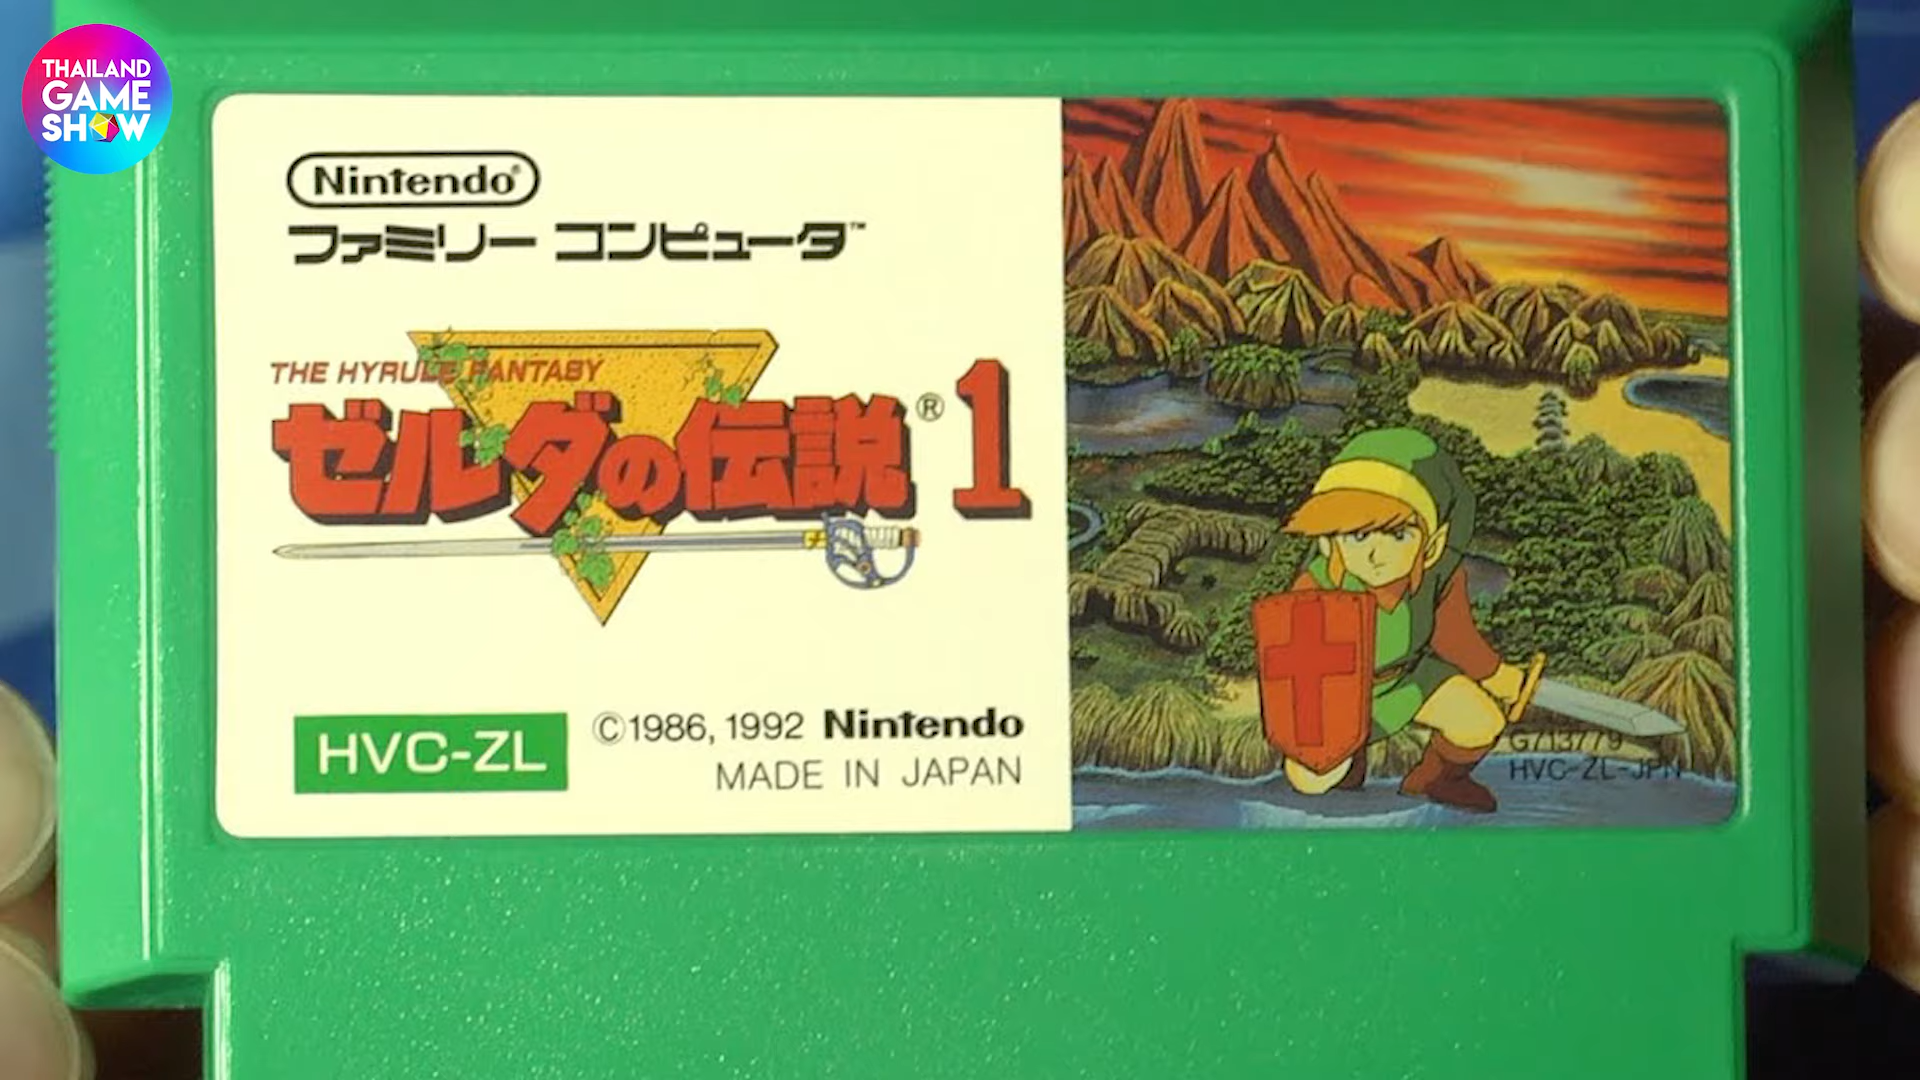 THAILAND
GAME
SHOW
Nintendo®
ファミリー コンピュータ™
THE HYRULE FANTASY
ゼルダの伝説® 1
HVC-ZL
©1986, 1992 Nintendo
MADE IN JAPAN
G713779
HVC-ZL-JPN